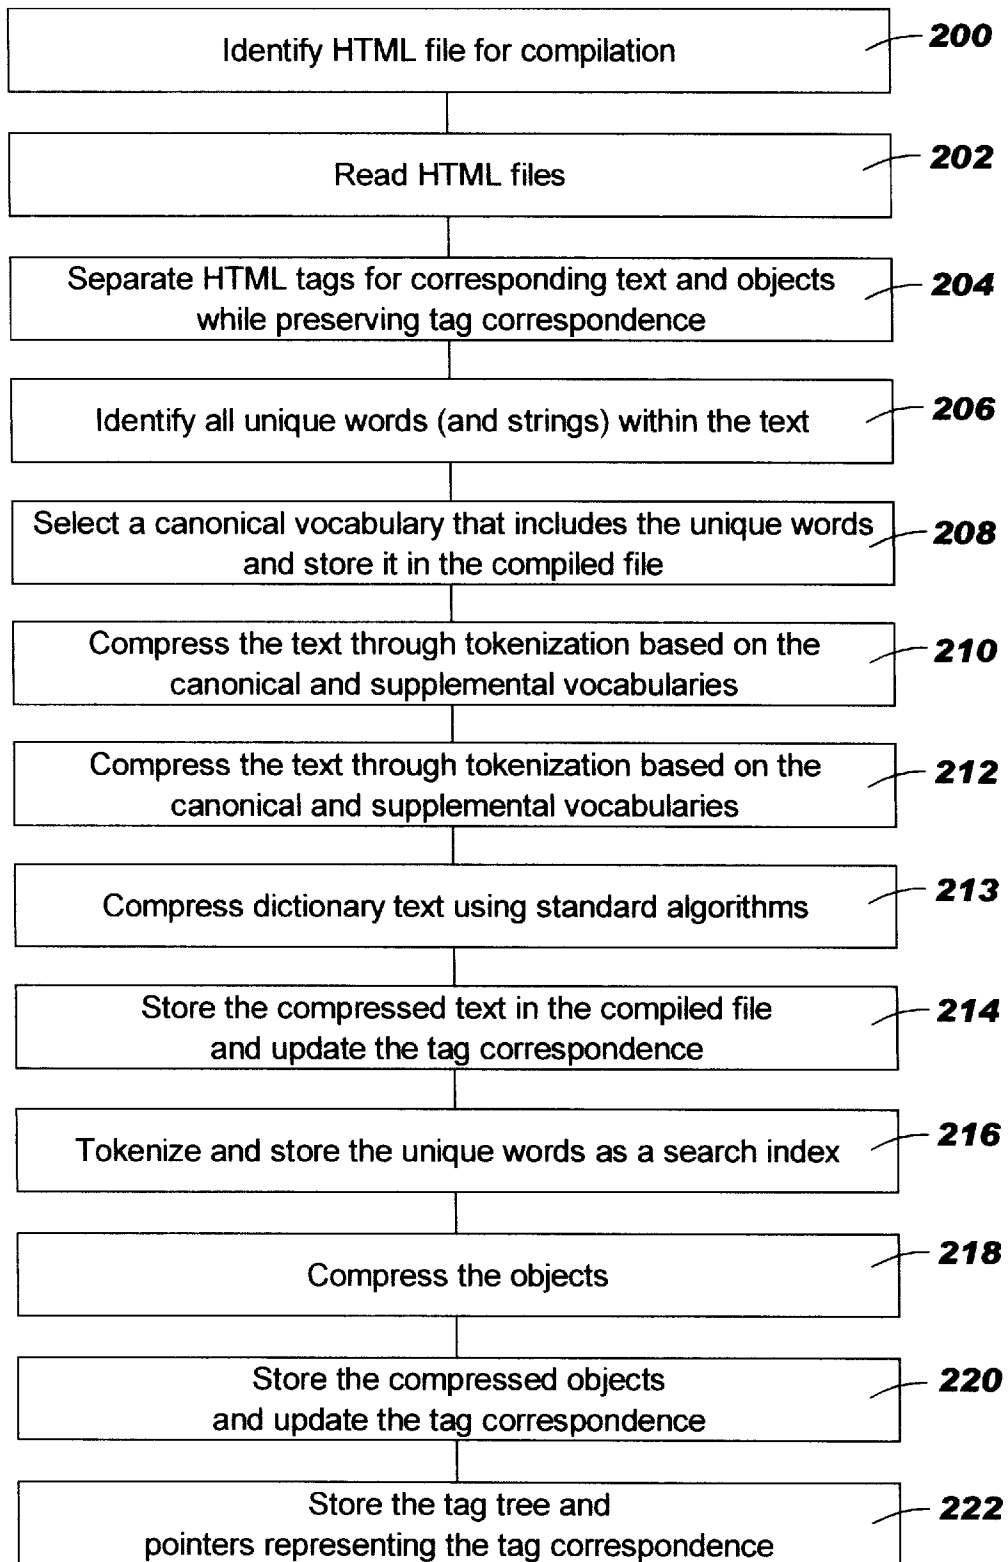 Identify HTML file for compilation
200
Read HTML files
202
Separate HTML tags for corresponding text and objects
while preserving tag correspondence
204
Identify all unique words (and strings) within the text
206
Select a canonical vocabulary that includes the unique words
and store it in the compiled file
208
Compress the text through tokenization based on the
canonical and supplemental vocabularies
210
Compress the text through tokenization based on the
canonical and supplemental vocabularies
212
Compress dictionary text using standard algorithms
213
Store the compressed text in the compiled file
and update the tag correspondence
214
Tokenize and store the unique words as a search index
216
Compress the objects
218
Store the compressed objects
and update the tag correspondence
220
Store the tag tree and
pointers representing the tag correspondence
222